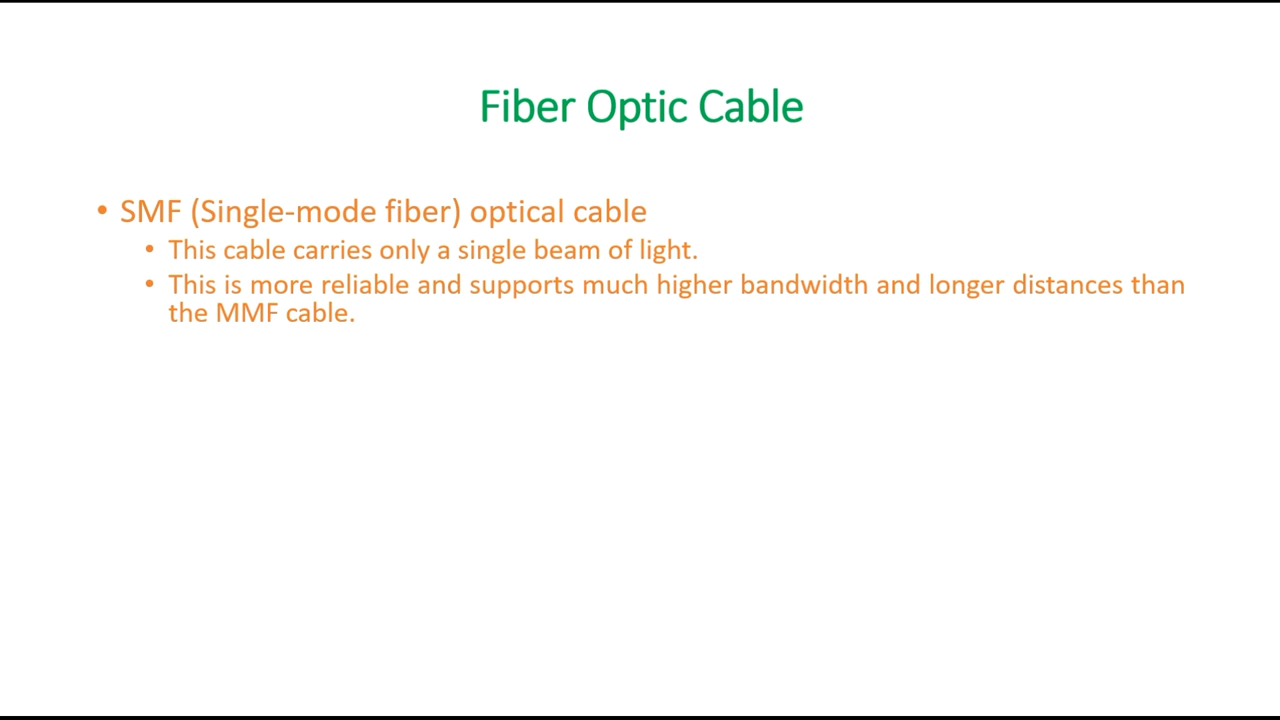 Fiber Optic Cable
• SMF (Single-mode fiber) optical cable
• This cable carries only a single beam of light.
• This is more reliable and supports much higher bandwidth and longer distances than
the MMF cable.